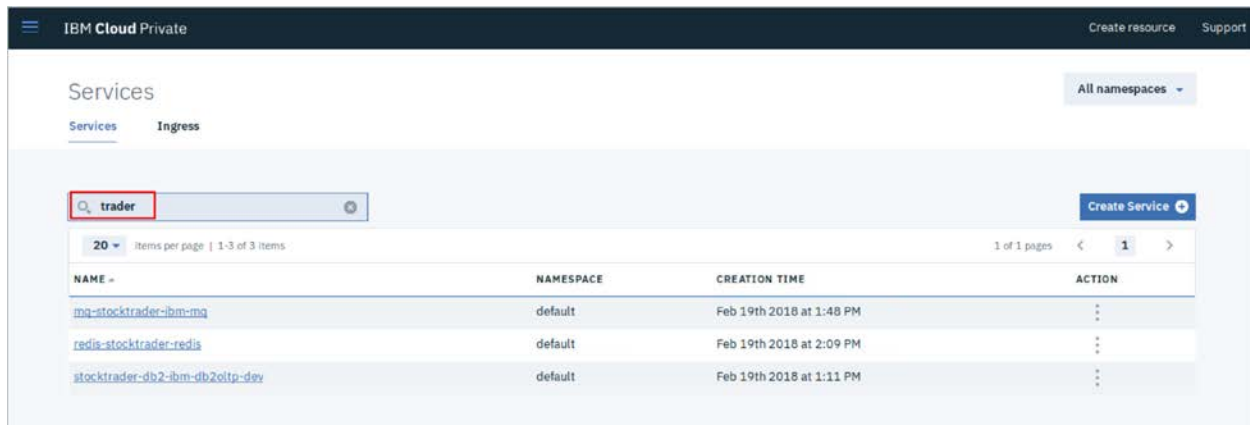 IBM Cloud Private Create resource Support
Services All namespaces
Services Ingress
trader Create Service
20 items per page | 1-3 of 3 items 1 of 1 pages < 1 >
NAME NAMESPACE CREATION TIME ACTION
mq-stocktrader-ibm-mq default Feb 19th 2018 at 1:48 PM
redis-stocktrader-redis default Feb 19th 2018 at 2:09 PM
stocktrader-db2-ibm-db2oltp-dev default Feb 19th 2018 at 1:11 PM